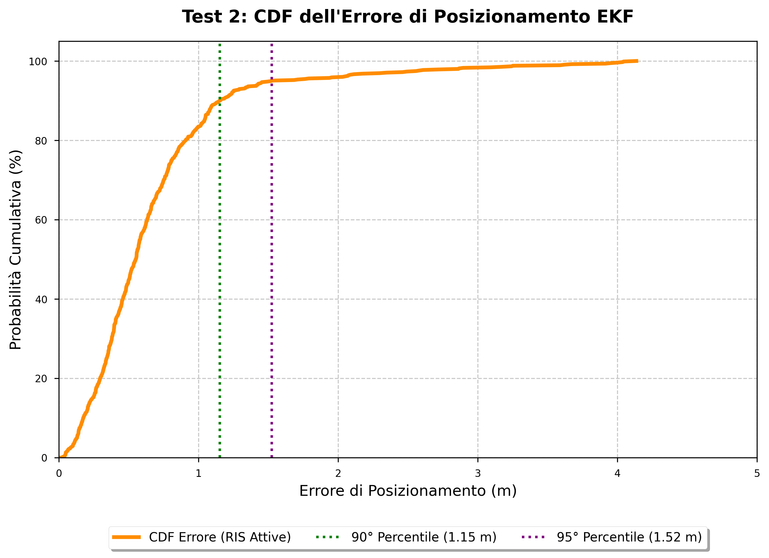 Test 2: CDF dell'Errore di Posizionamento EKF
100
80
60
40
20
0
Probabilità Cumulativa (%)
0 1 2 3 4 5
Errore di Posizionamento (m)
CDF Errore (RIS Attive) 90° Percentile (1.15 m) 95° Percentile (1.52 m)